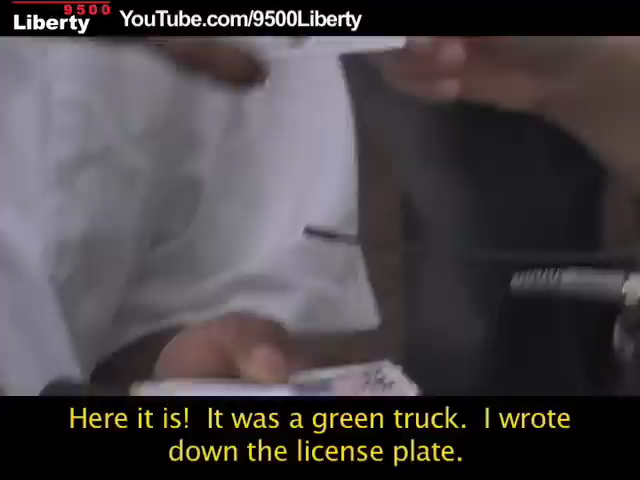 9500
Liberty
YouTube.com/9500Liberty
Here it is! It was a green truck. I wrote
down the license plate.